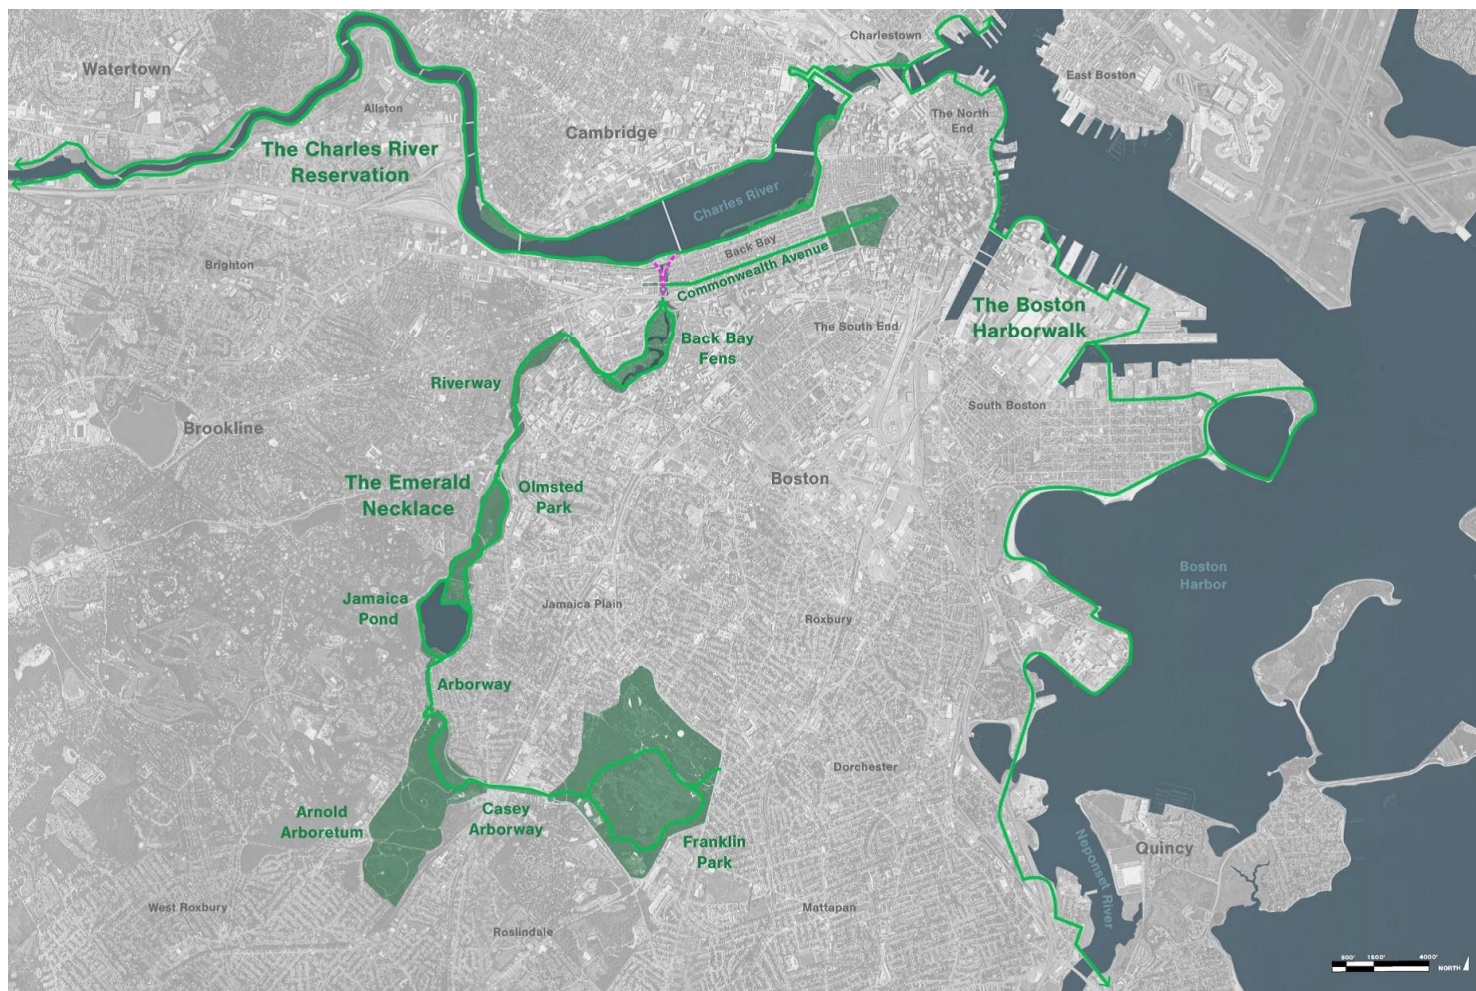 Charlestown
Watertown
East Boston
Allston
The North
End
Cambridge
The Charles River
Reservation
Charles River
Back Bay
Commonwealth Avenue
Brighton
The Boston
Harborwalk
The South End
Back Bay
Fens
Riverway
South Boston
Brookline
The Emerald
Necklace
Olmsted
Park
Boston
Boston
Harbor
Jamaica
Pond
Jamaica Plain
Roxbury
Arborway
Dorchester
Arnold
Arboretum
Casey
Arborway
Franklin
Park
Quincy
Neponset River
West Roxbury
Mattapan
Roslindale
800' 1600' 4000'
NORTH